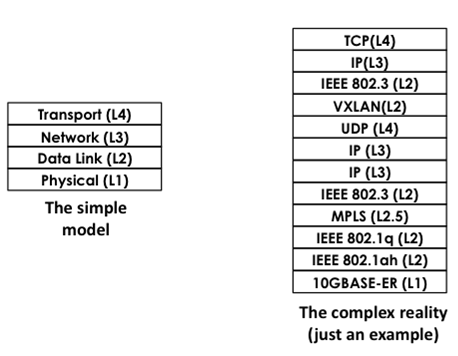 Transport (L4)
Network (L3)
Data Link (L2)
Physical (L1)
The simple
model
TCP(L4)
IP(L3)
IEEE 802.3 (L2)
VXLAN(L2)
UDP (L4)
IP (L3)
IP (L3)
IEEE 802.3 (L2)
MPLS (L2.5)
IEEE 802.1q (L2)
IEEE 802.1ah (L2)
10GBASE-ER (L1)
The complex reality
(just an example)